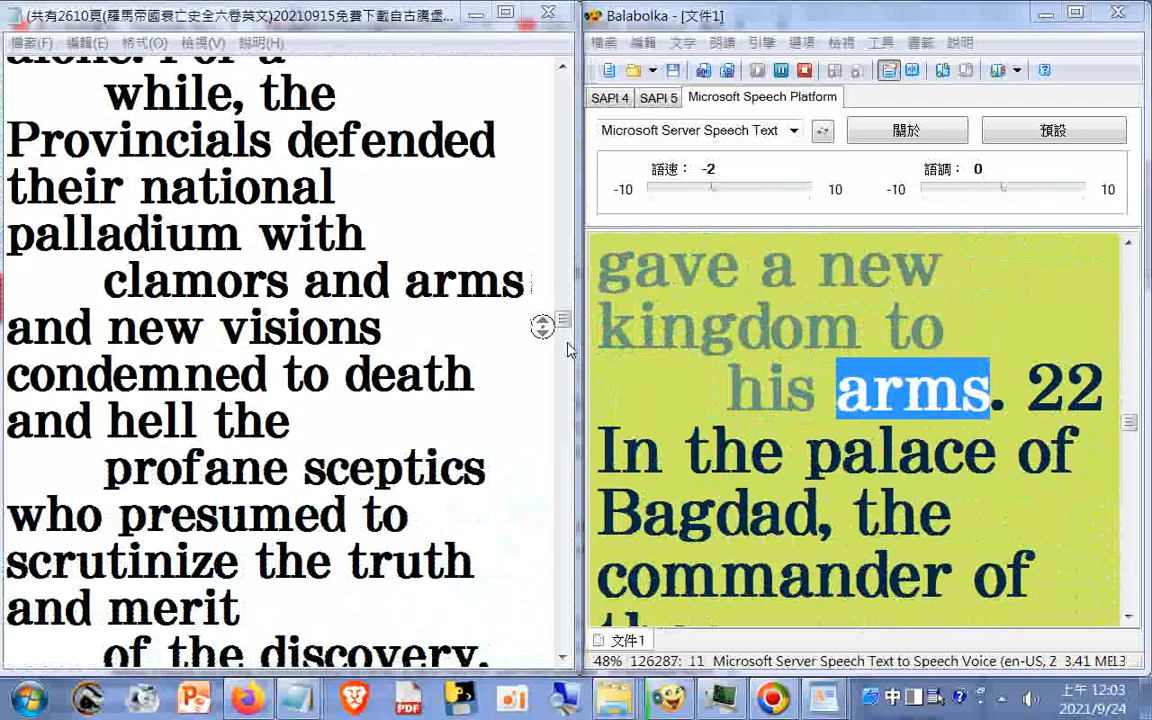 (共有2610頁(羅馬帝國衰亡史全六卷英文)20210915免費下載自古騰堡...
檔案(F) 編輯(E) 格式(O) 檢視(V) 說明(H)
alone. For a
while, the
Provincials defended
their national
palladium with
clamors and arms
and new visions
condemned to death
and hell the
profane sceptics
who presumed to
scrutinize the truth
and merit
of the discovery.
Balabolka - [文件1]
檔案 編輯 文字 朗讀 引擎 選項 檢視 工具 書籤 說明
SAPI 4 SAPI 5 Microsoft Speech Platform
Microsoft Server Speech Text 關於 預設
語速: -2 語調: 0
-10 10 -10 10
gave a new
kingdom to
his arms. 22
In the palace of
Bagdad, the
commander of
文件1
48% 126287: 11 Microsoft Server Speech Text to Speech Voice (en-US, Z 3.41 ME
PDF
中
上午 12:03
2021/9/24